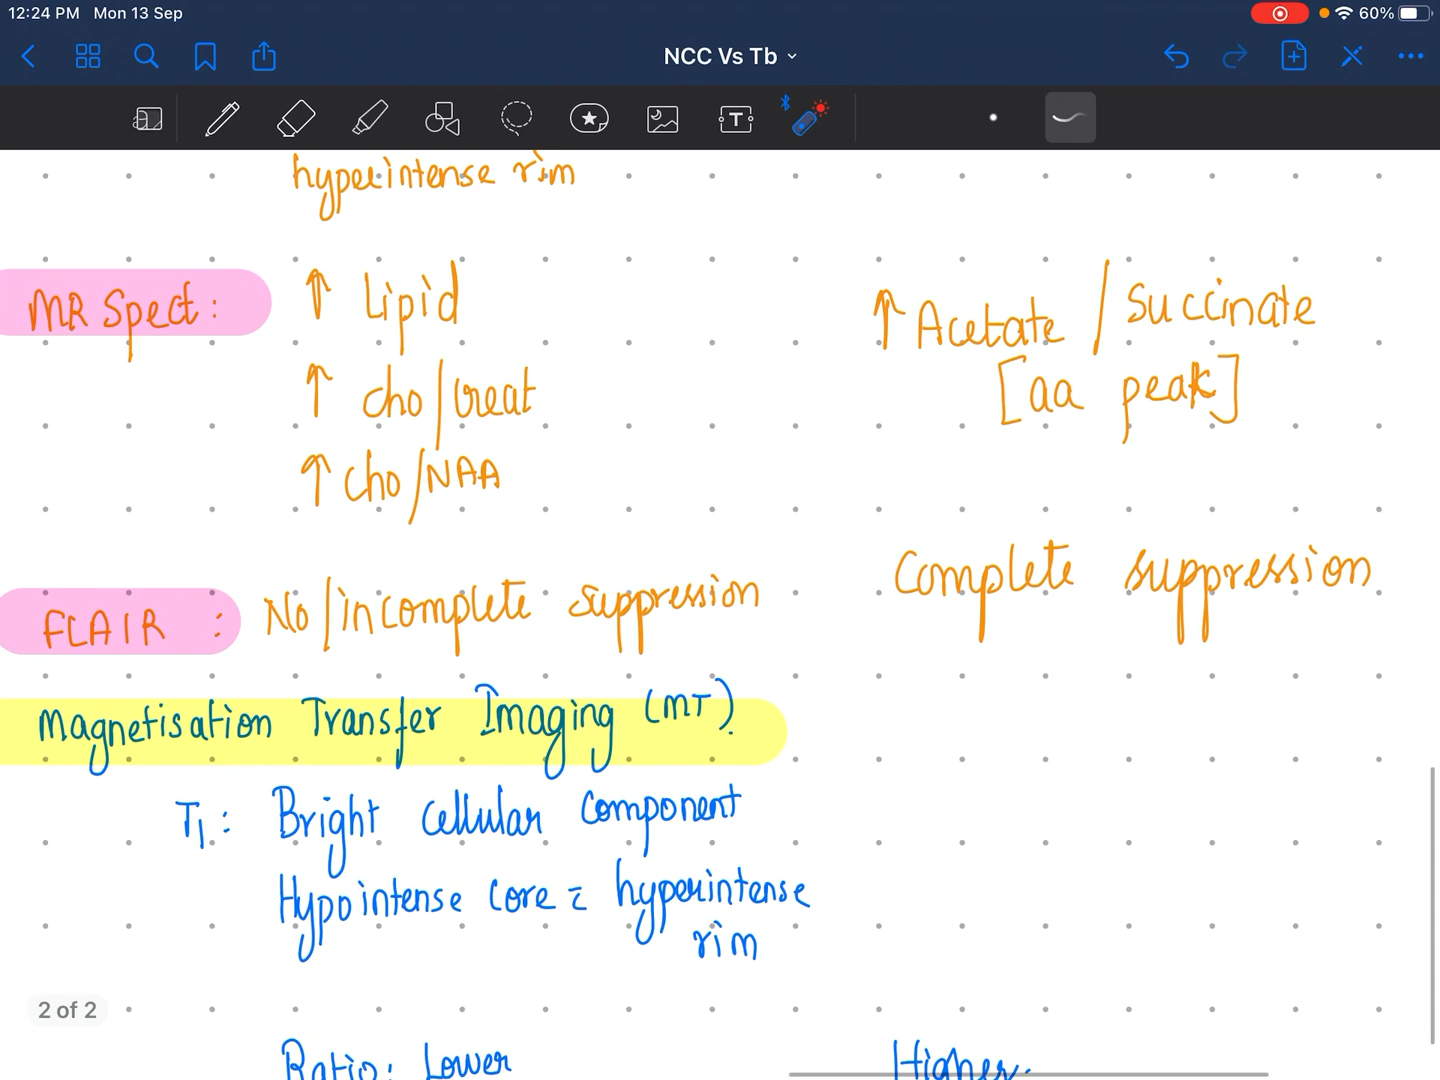 12:24 PM Mon 13 Sep
60%
NCC Vs Tb
T
hyperintense rim
MR Spect: ↑ Lipid ↑ Acetate / Succinate
↑ cho/creat [aa peak]
↑ cho/NAA
FLAIR : No/incomplete suppression Complete suppression
Magnetisation Transfer Imaging (MT).
T1: Bright cellular component
Hypointense core c hyperintense
rim
2 of 2
Ratio: Lower Higher.